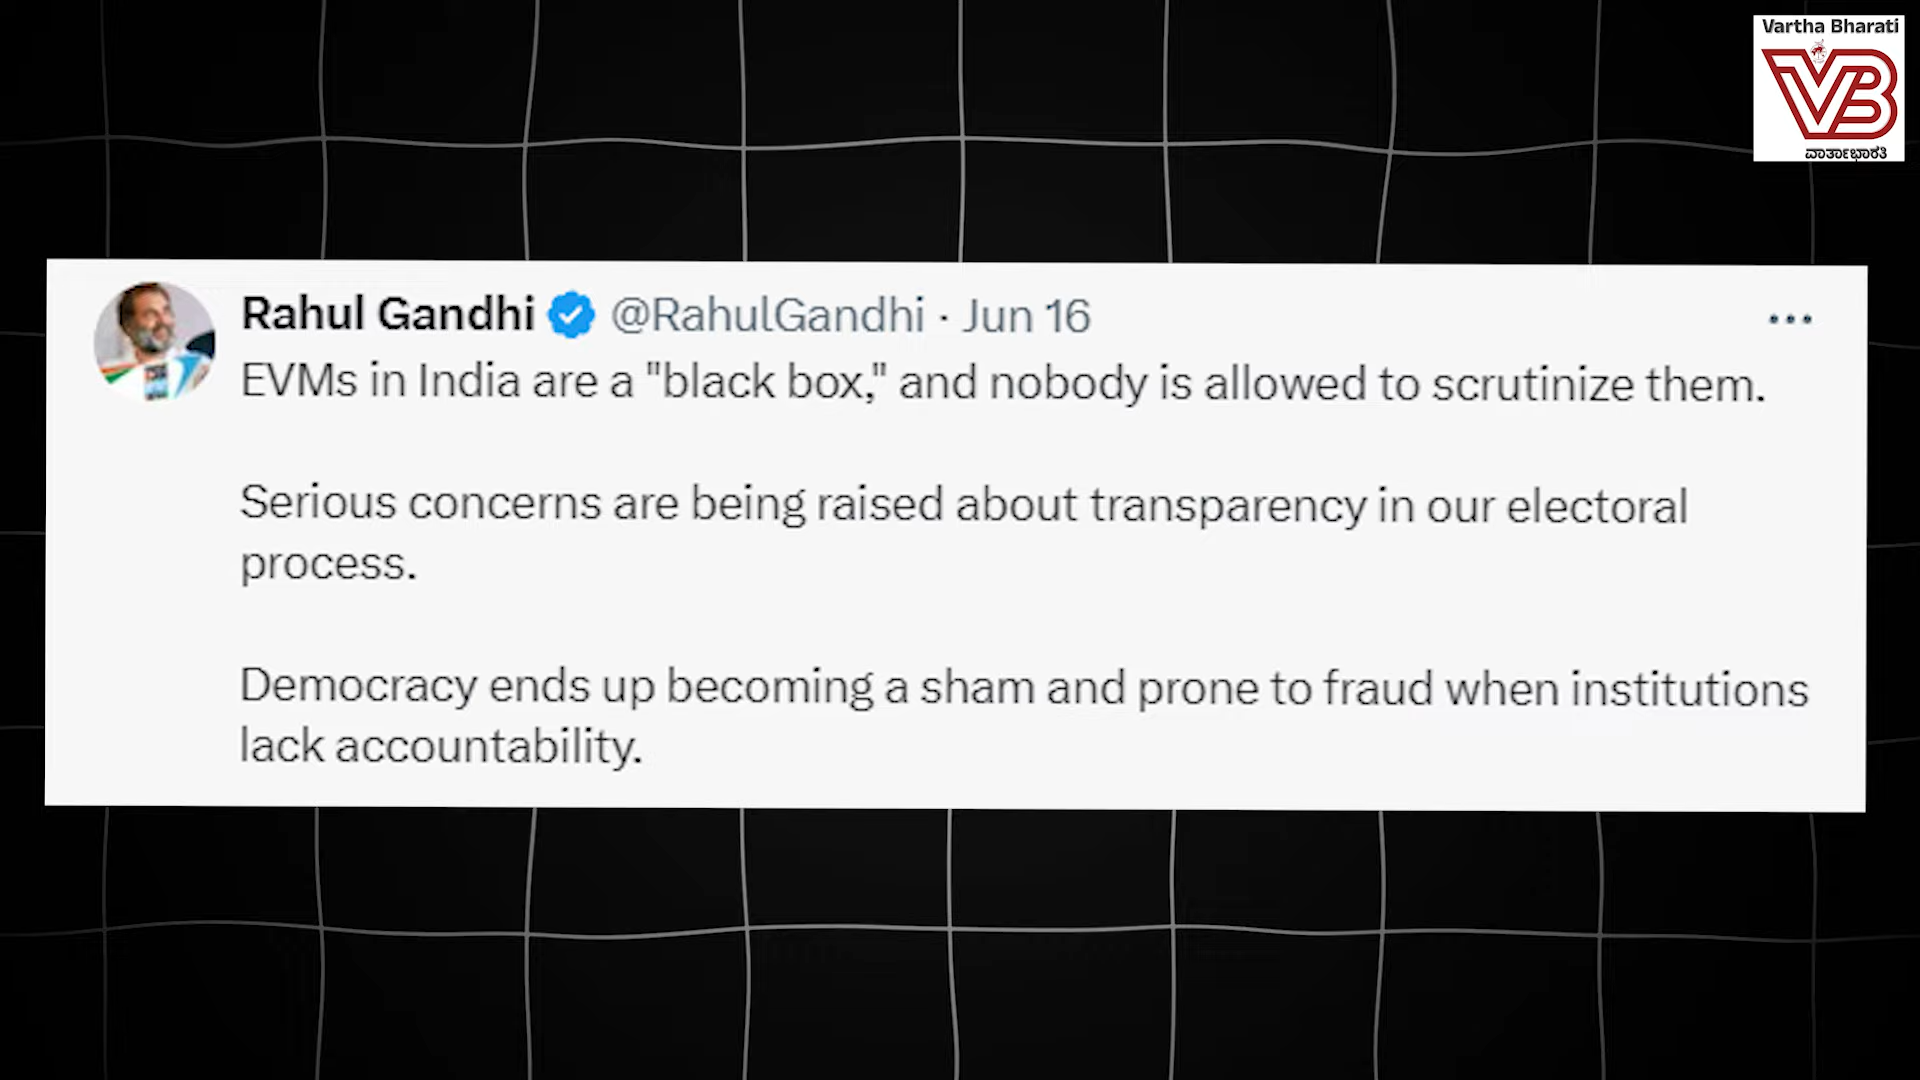 Vartha Bharati
VB
ವಾರ್ತಾಭಾರತಿ
Rahul Gandhi @RahulGandhi · Jun 16
EVMs in India are a "black box," and nobody is allowed to scrutinize them.
Serious concerns are being raised about transparency in our electoral
process.
Democracy ends up becoming a sham and prone to fraud when institutions
lack accountability.